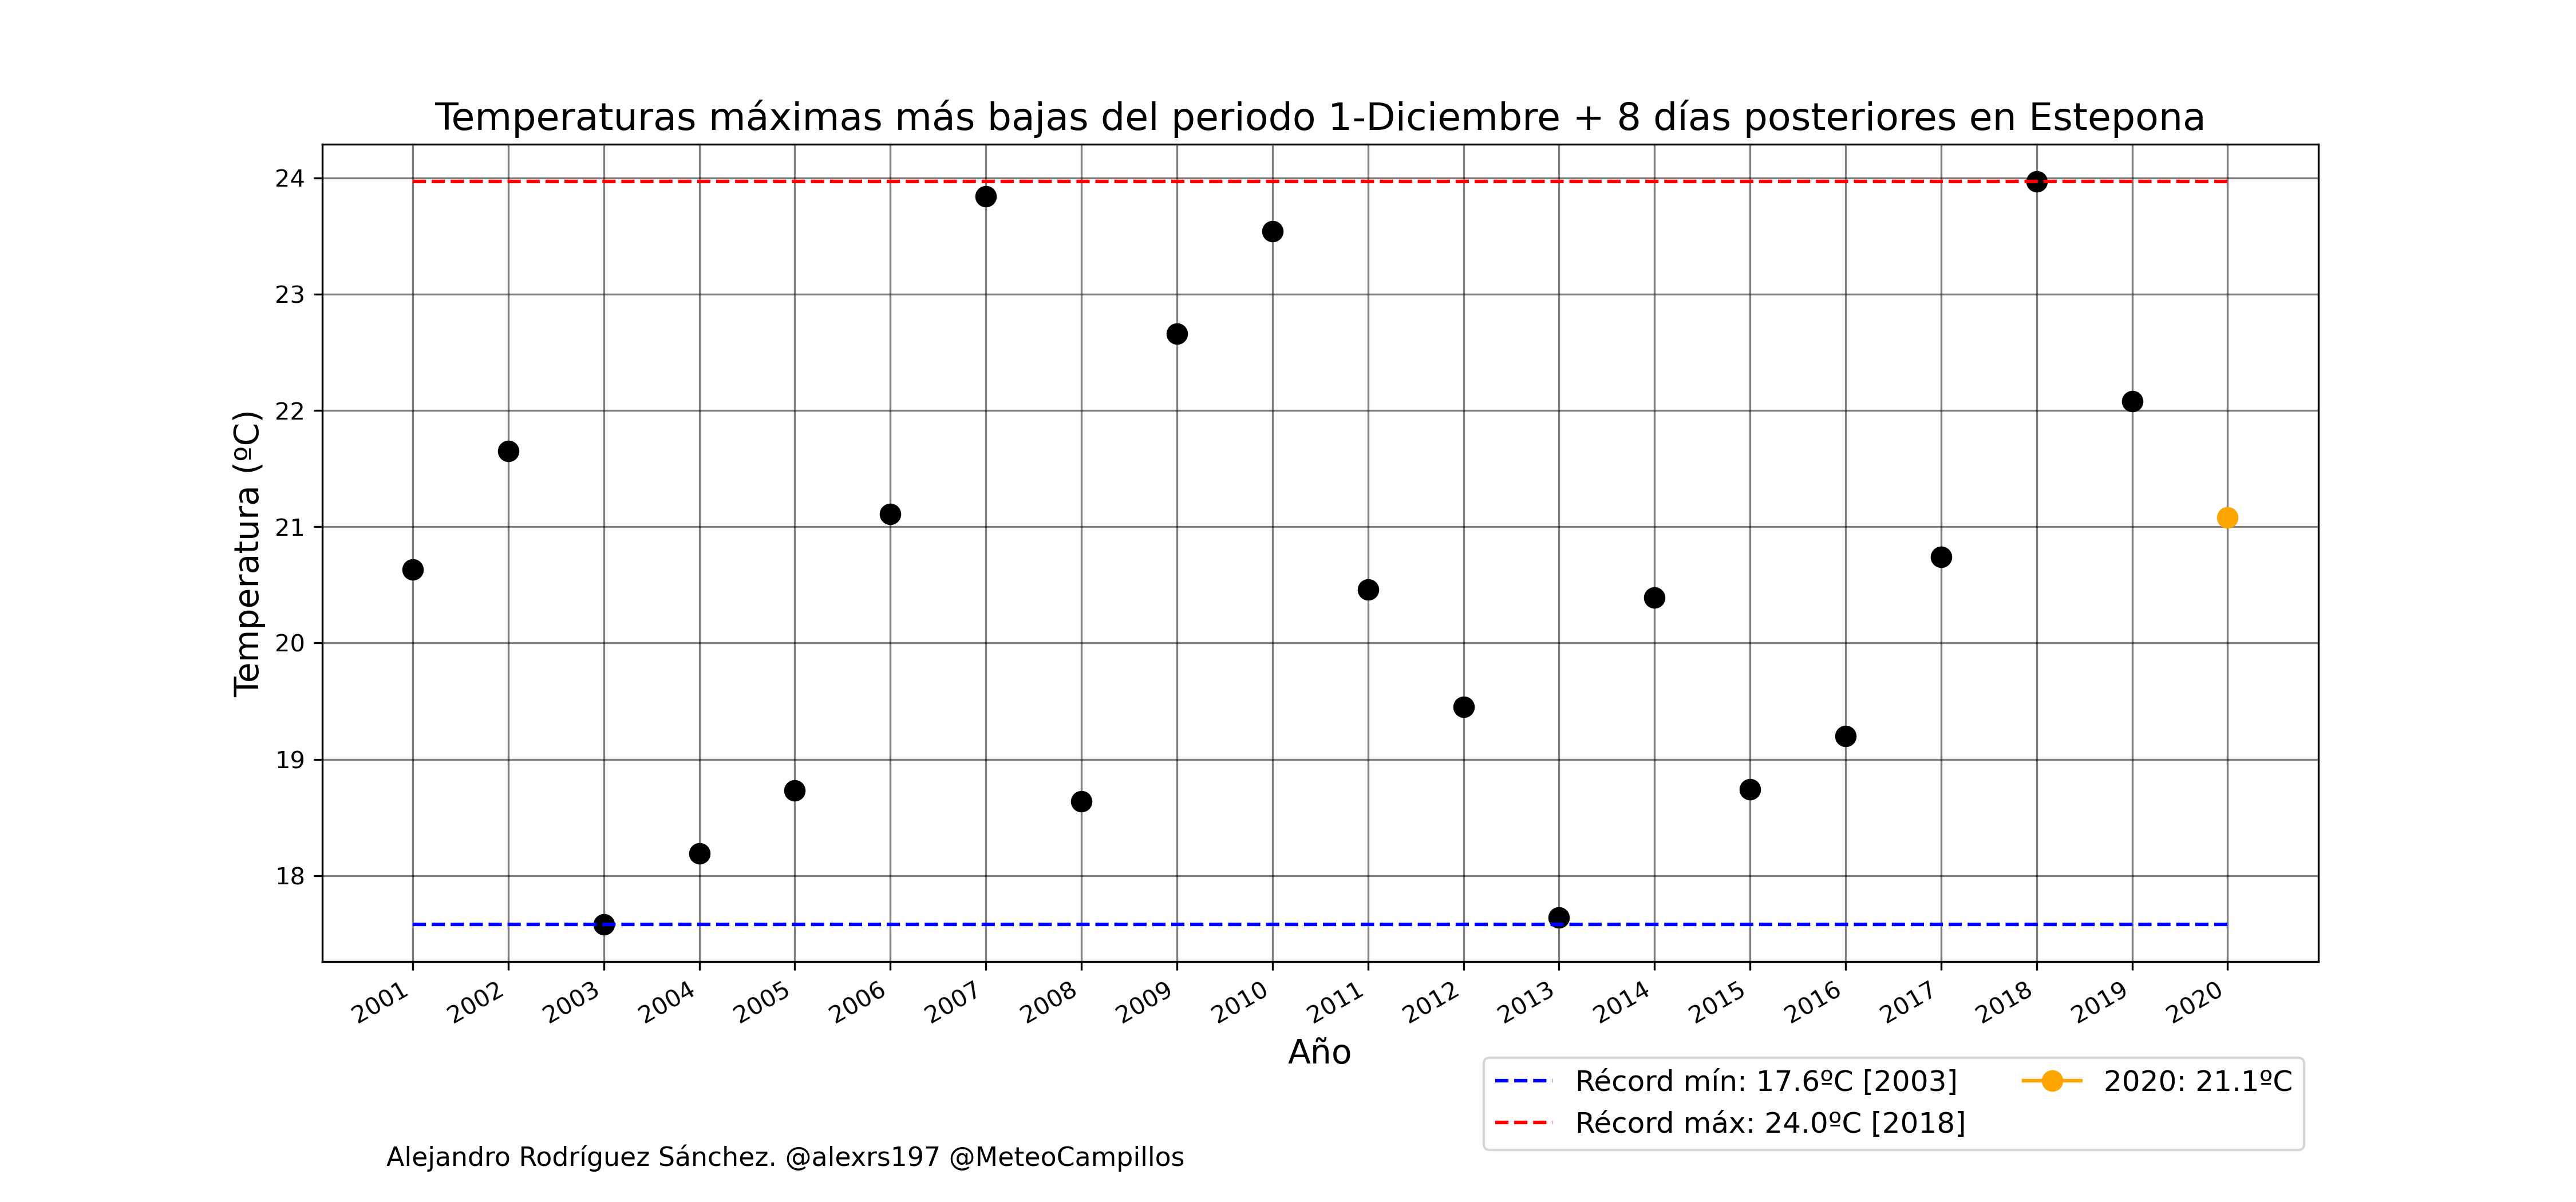 Temperaturas máximas más bajas del periodo 1-Diciembre + 8 días posteriores en Estepona
Temperatura (ºC)
24
23
22
21
20
19
18
2001 2002 2003 2004 2005 2006 2007 2008 2009 2010 2011 2012 2013 2014 2015 2016 2017 2018 2019 2020
Año
Récord mín: 17.6ºC [2003]
Récord máx: 24.0ºC [2018]
2020: 21.1ºC
Alejandro Rodríguez Sánchez. @alexrs197 @MeteoCampillos